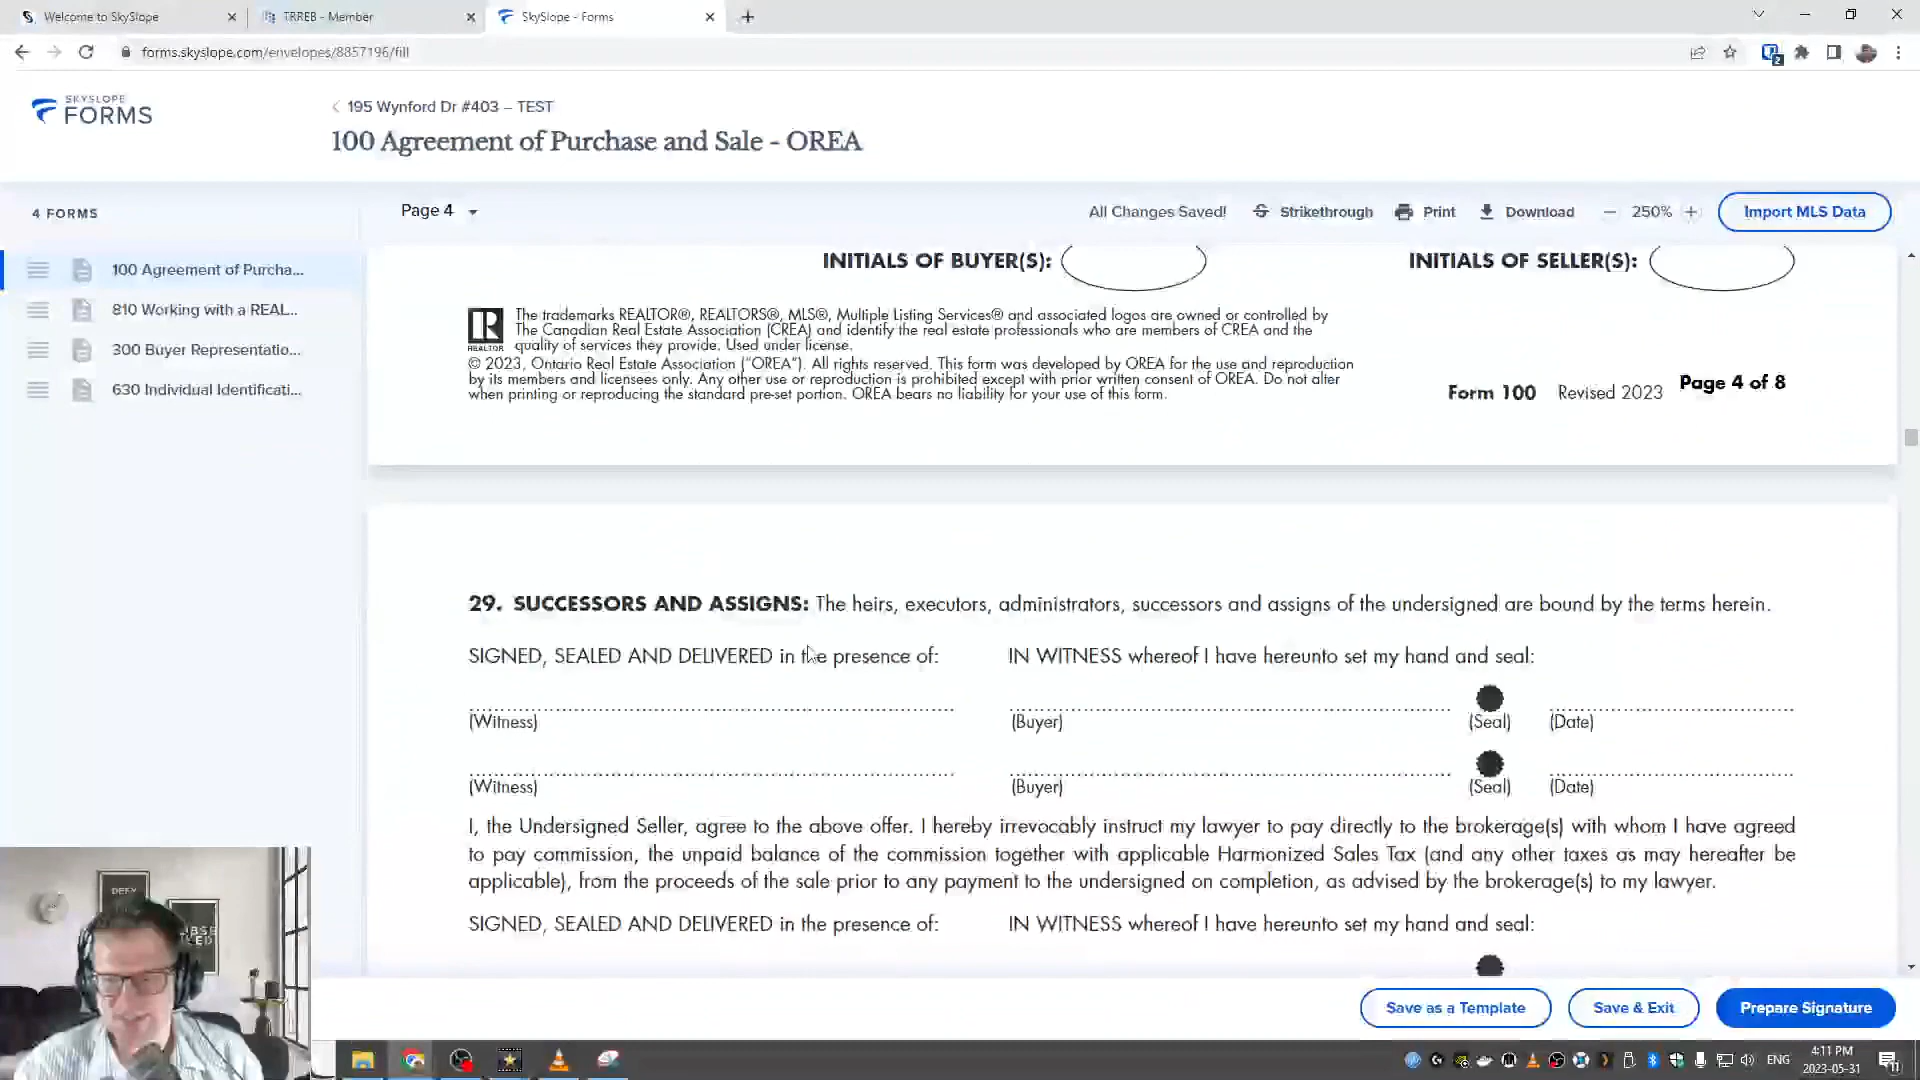 Welcome to SkySlope
TRREB - Member
SkySlope - Forms
forms.skyslope.com/envelopes/8857196/fill
2
SKYSLOPE
FORMS
195 Wynford Dr #403 – TEST
100 Agreement of Purchase and Sale - OREA
4 FORMS
100 Agreement of Purcha...
810 Working with a REAL...
300 Buyer Representatio...
630 Individual Identificati...
Page 4
All Changes Saved!
Strikethrough
Print
Download
250%
Import MLS Data
INITIALS OF BUYER(S):
INITIALS OF SELLER(S):
REALTOR
The trademarks REALTOR®, REALTORS®, MLS®, Multiple Listing Services® and associated logos are owned or controlled by
The Canadian Real Estate Association (CREA) and identify the real estate professionals who are members of CREA and the
quality of services they provide. Used under license.
© 2023, Ontario Real Estate Association (“OREA”). All rights reserved. This form was developed by OREA for the use and reproduction
by its members and licensees only. Any other use or reproduction is prohibited except with prior written consent of OREA. Do not alter
when printing or reproducing the standard pre-set portion. OREA bears no liability for your use of this form.
Form 100 Revised 2023 Page 4 of 8
29. SUCCESSORS AND ASSIGNS: The heirs, executors, administrators, successors and assigns of the undersigned are bound by the terms herein.
SIGNED, SEALED AND DELIVERED in the presence of:
IN WITNESS whereof I have hereunto set my hand and seal:
(Witness) (Buyer) (Seal) (Date)
(Witness) (Buyer) (Seal) (Date)
I, the Undersigned Seller, agree to the above offer. I hereby irrevocably instruct my lawyer to pay directly to the brokerage(s) with whom I have agreed
to pay commission, the unpaid balance of the commission together with applicable Harmonized Sales Tax (and any other taxes as may hereafter be
applicable), from the proceeds of the sale prior to any payment to the undersigned on completion, as advised by the brokerage(s) to my lawyer.
SIGNED, SEALED AND DELIVERED in the presence of:
IN WITNESS whereof I have hereunto set my hand and seal:
DEFY
Save as a Template
Save & Exit
Prepare Signature
ENG
4:11 PM
2023-05-31
11